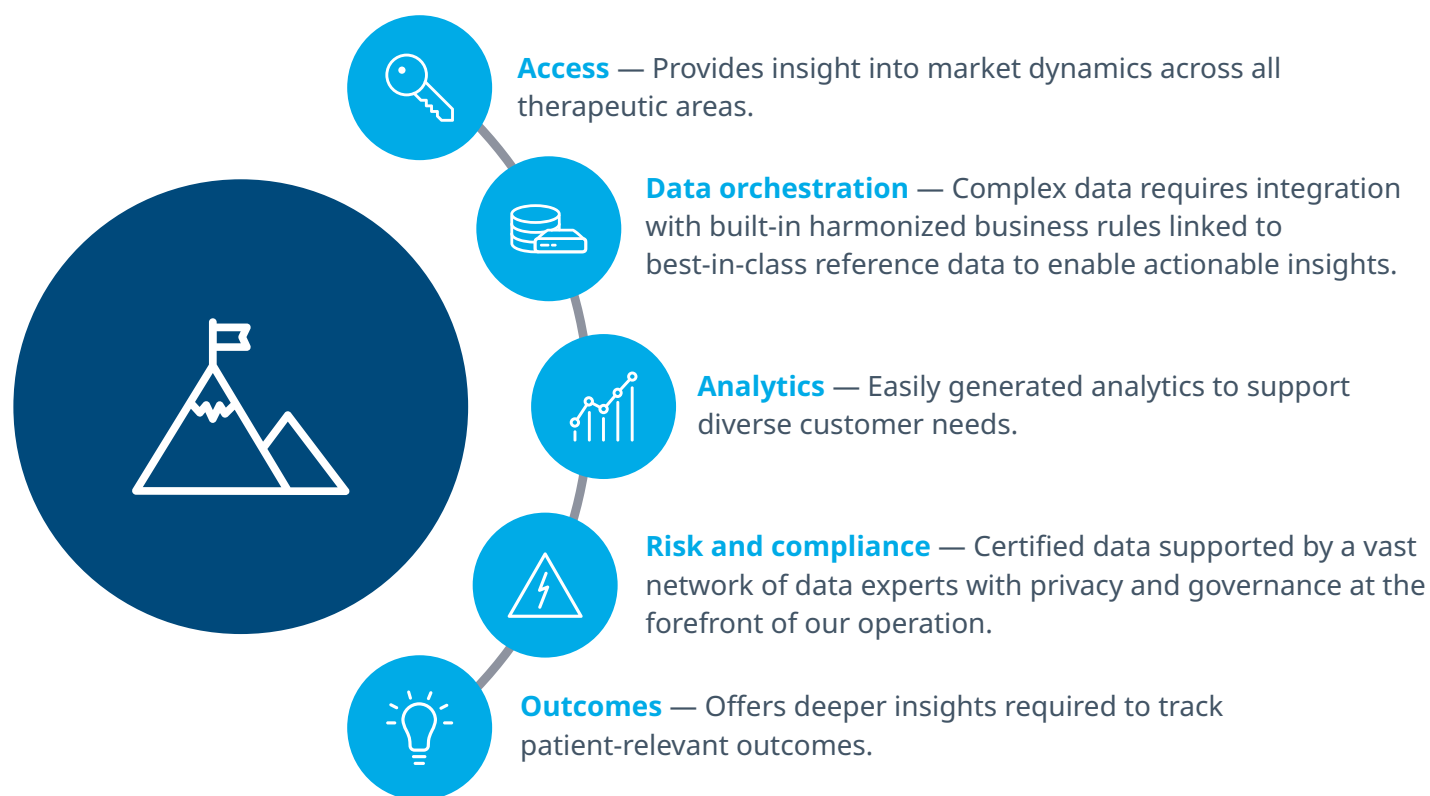 Access — Provides insight into market dynamics across all
therapeutic areas.
Data orchestration — Complex data requires integration
with built-in harmonized business rules linked to
best-in-class reference data to enable actionable insights.
Analytics — Easily generated analytics to support
diverse customer needs.
Risk and compliance — Certified data supported by a vast
network of data experts with privacy and governance at the
forefront of our operation.
Outcomes — Offers deeper insights required to track
patient-relevant outcomes.